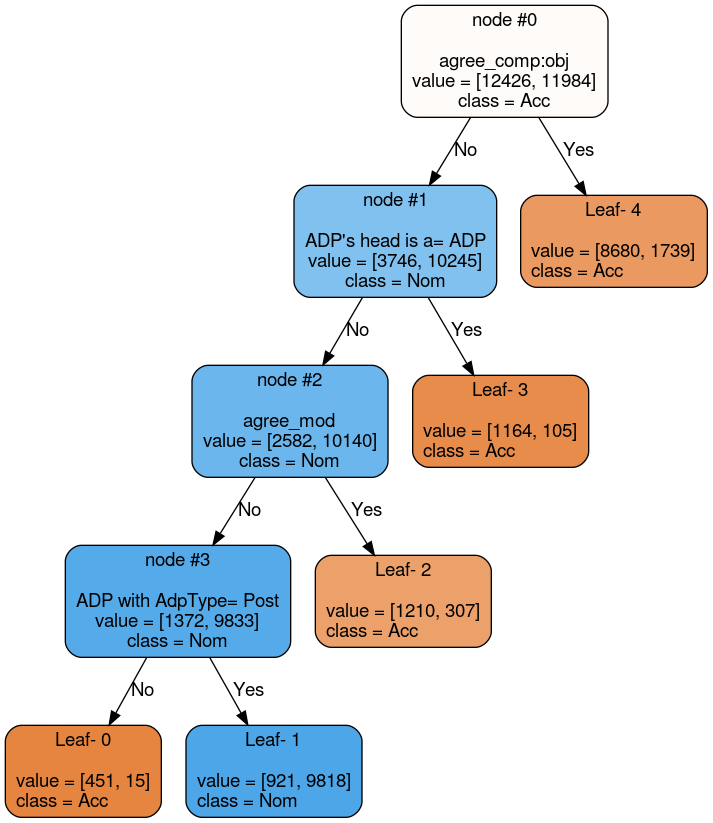 node #0
agree_comp:obj
value = [12426, 11984]
class = Acc
No
Yes
node #1
ADP's head is a= ADP
value = [3746, 10245]
class = Nom
Leaf- 4
value = [8680, 1739]
class = Acc
No
Yes
node #2
agree_mod
value = [2582, 10140]
class = Nom
Leaf- 3
value = [1164, 105]
class = Acc
No
Yes
node #3
ADP with AdpType= Post
value = [1372, 9833]
class = Nom
Leaf- 2
value = [1210, 307]
class = Acc
No
Yes
Leaf- 0
value = [451, 15]
class = Acc
Leaf- 1
value = [921, 9818]
class = Nom